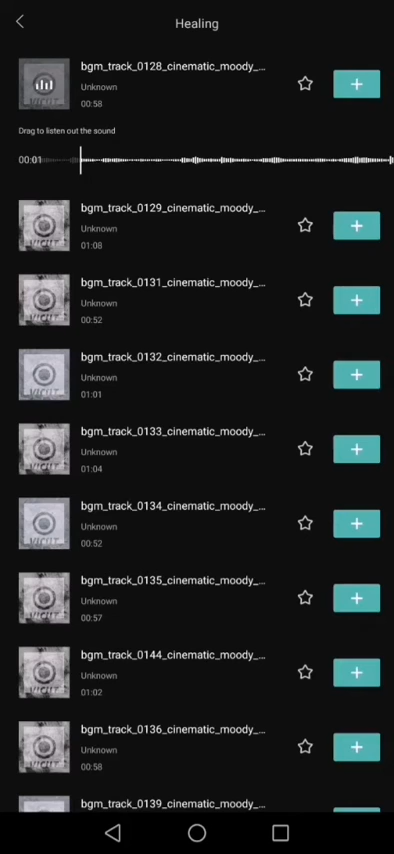 Healing
bgm_track_0128_cinematic_moody_...
Unknown
00:58
Drag to listen out the sound
00:01
bgm_track_0129_cinematic_moody_...
Unknown
01:08
bgm_track_0131_cinematic_moody_...
Unknown
00:52
bgm_track_0132_cinematic_moody_...
Unknown
01:01
bgm_track_0133_cinematic_moody_...
Unknown
01:04
bgm_track_0134_cinematic_moody_...
Unknown
00:52
bgm_track_0135_cinematic_moody_...
Unknown
00:57
bgm_track_0144_cinematic_moody_...
Unknown
01:02
bgm_track_0136_cinematic_moody_...
Unknown
00:58
bgm_track_0139_cinematic_moody_...